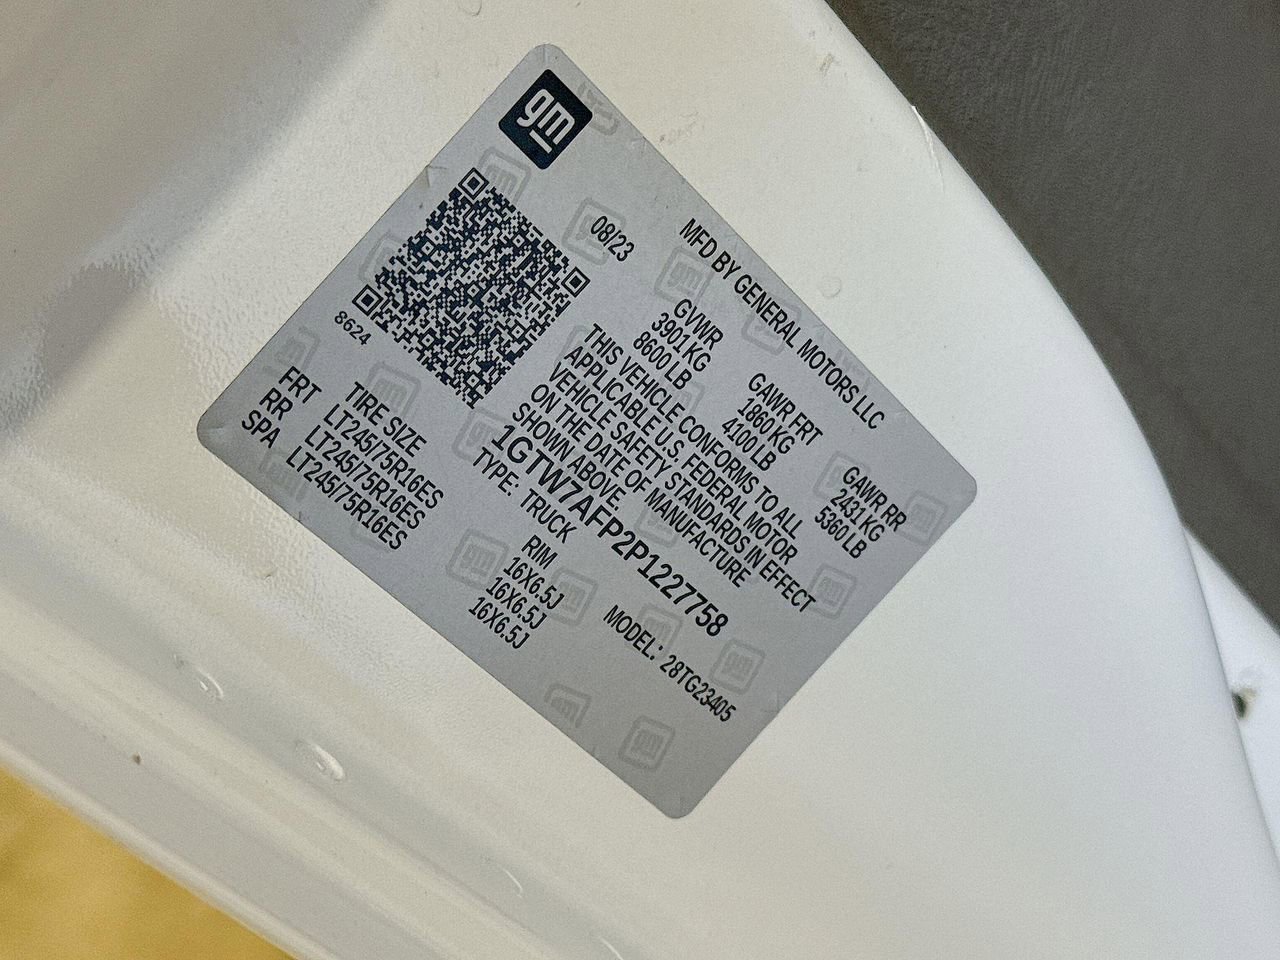 gm
MFD BY GENERAL MOTORS LLC
08/23
GVWR GAWR FRT GAWR RR
3901 KG 1860 KG 2431 KG
8600 LB 4100 LB 5360 LB
THIS VEHICLE CONFORMS TO ALL
APPLICABLE U.S. FEDERAL MOTOR
VEHICLE SAFETY STANDARDS IN EFFECT
ON THE DATE OF MANUFACTURE
SHOWN ABOVE
8624
1GTW7AFP2P1227758
TYPE: TRUCK MODEL: 28TG23405
TIRE SIZE RIM
FRT LT245/75R16ES 16X6.5J
RR LT245/75R16ES 16X6.5J
SPA LT245/75R16ES 16X6.5J